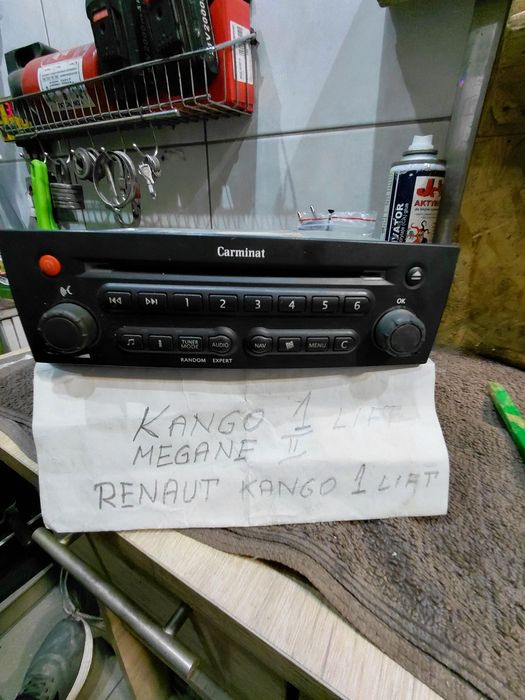 Carminat
OK
1 2 3 4 5 6
TUNER MODE AUDIO NAV MENU C
RANDOM EXPERT
KANGO 1 LIFT
MEGANE II
RENAUT KANGO 1 LIFT
AKTYW